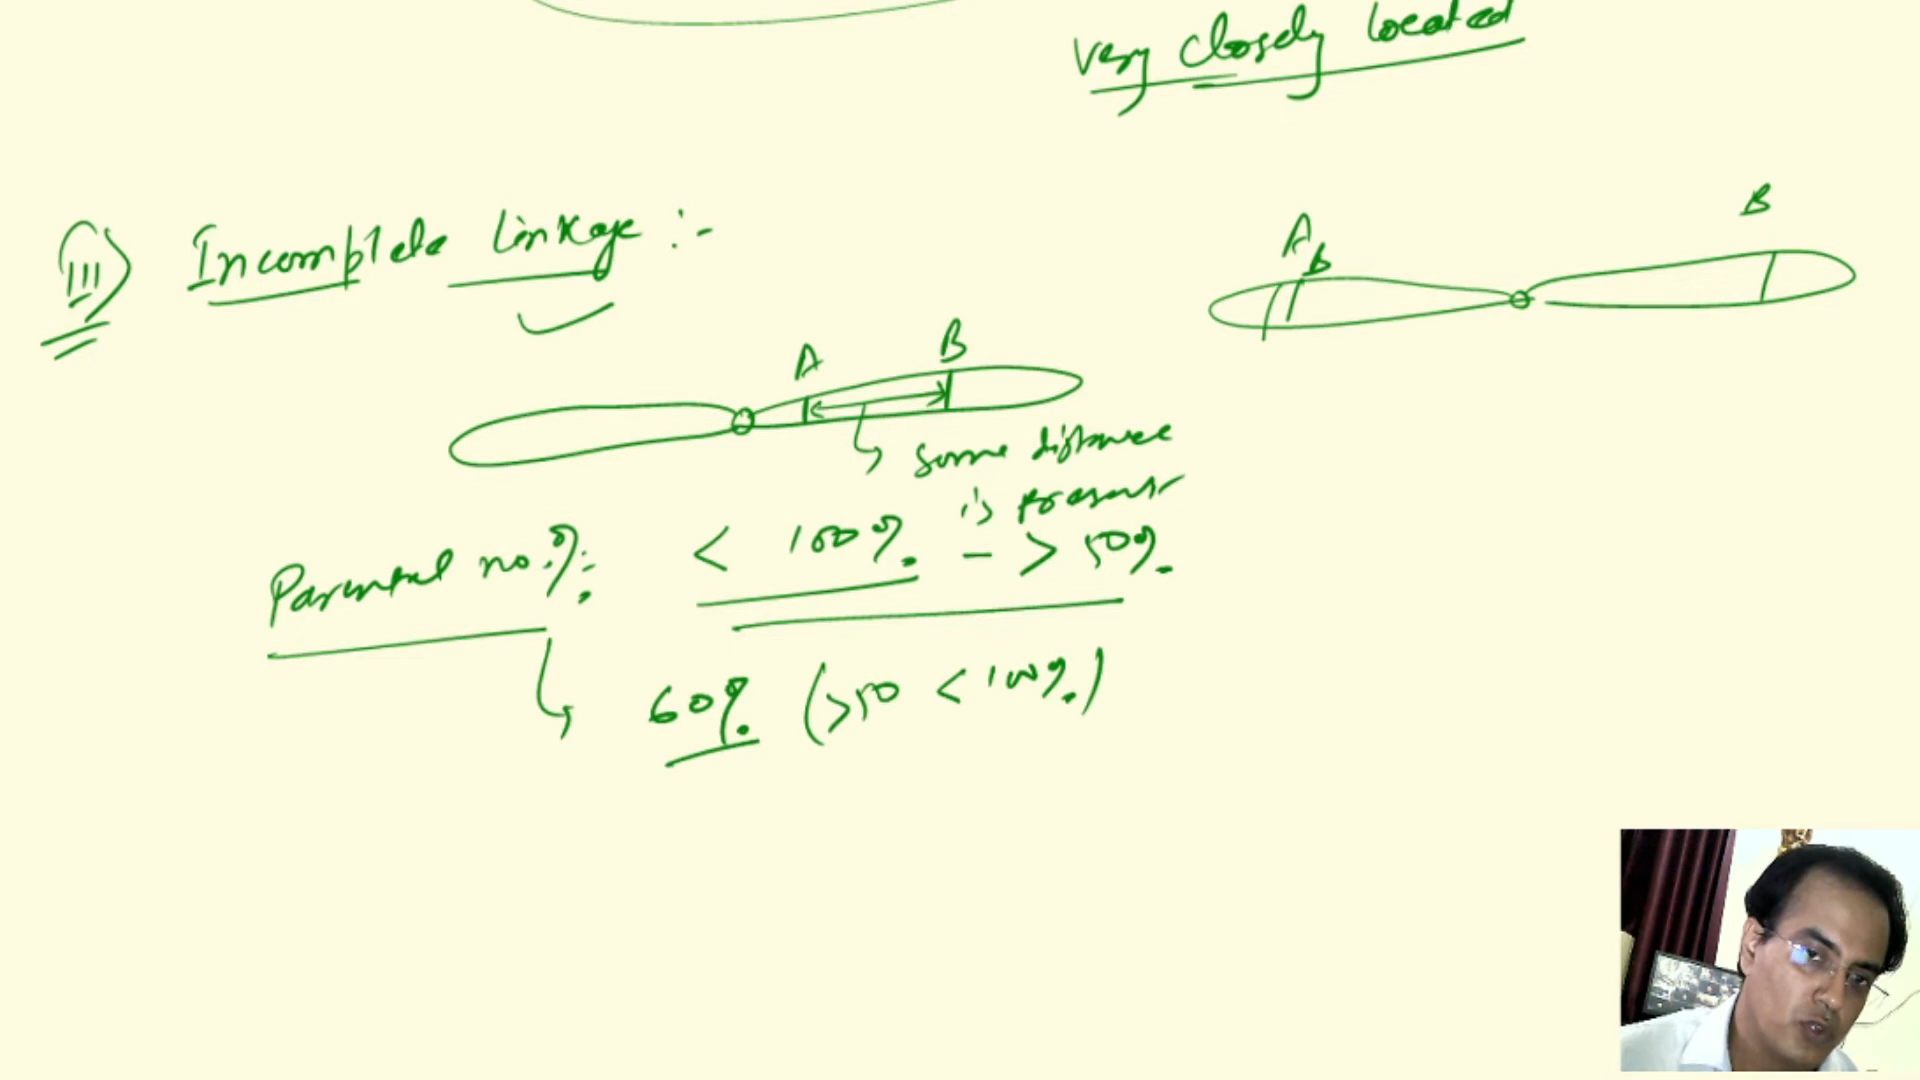 very closely located
III) Incomplete Linkage :-
A B
B
A B
some distance
is present
Parental no.%: < 100% - > 50%
60% (>50 < 100%)